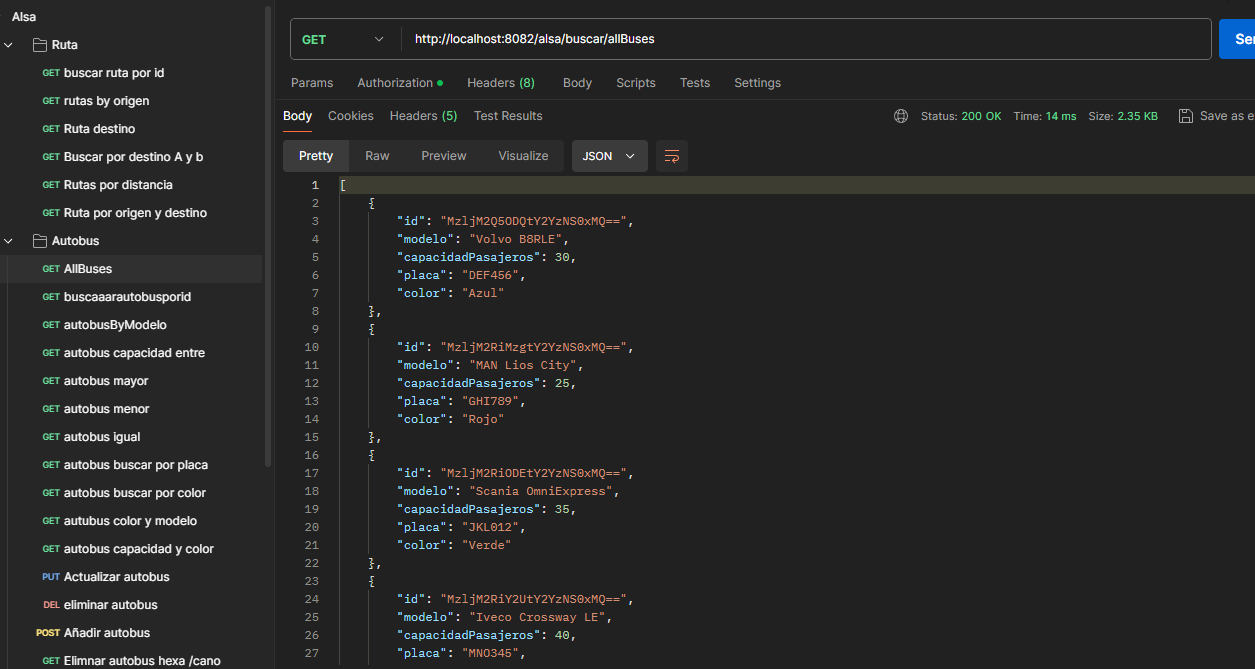 Alsa
Ruta
GET buscar ruta por id
GET rutas by origen
GET Ruta destino
GET Buscar por destino A y b
GET Rutas por distancia
GET Ruta por origen y destino
Autobus
GET AllBuses
GET buscaaarautobusporid
GET autobusByModelo
GET autobus capacidad entre
GET autobus mayor
GET autobus menor
GET autobus igual
GET autobus buscar por placa
GET autobus buscar por color
GET autubus color y modelo
GET autobus capacidad y color
PUT Actualizar autobus
DEL eliminar autobus
POST Añadir autobus
GET Elimnar autobus hexa /cano
GET http://localhost:8082/alsa/buscar/allBuses
Params Authorization Headers (8) Body Scripts Tests Settings
Body Cookies Headers (5) Test Results Status: 200 OK Time: 14 ms Size: 2.35 KB Save as e
Pretty Raw Preview Visualize JSON
1 [
2 {
3 "id": "MzljM2Q5ODQtY2YzNS0xMQ==",
4 "modelo": "Volvo B8RLE",
5 "capacidadPasajeros": 30,
6 "placa": "DEF456",
7 "color": "Azul"
8 },
9 {
10 "id": "MzljM2RiMzgtY2YzNS0xMQ==",
11 "modelo": "MAN Lios City",
12 "capacidadPasajeros": 25,
13 "placa": "GHI789",
14 "color": "Rojo"
15 },
16 {
17 "id": "MzljM2RiODEtY2YzNS0xMQ==",
18 "modelo": "Scania OmniExpress",
19 "capacidadPasajeros": 35,
20 "placa": "JKL012",
21 "color": "Verde"
22 },
23 {
24 "id": "MzljM2RiY2UtY2YzNS0xMQ==",
25 "modelo": "Iveco Crossway LE",
26 "capacidadPasajeros": 40,
27 "placa": "MNO345",